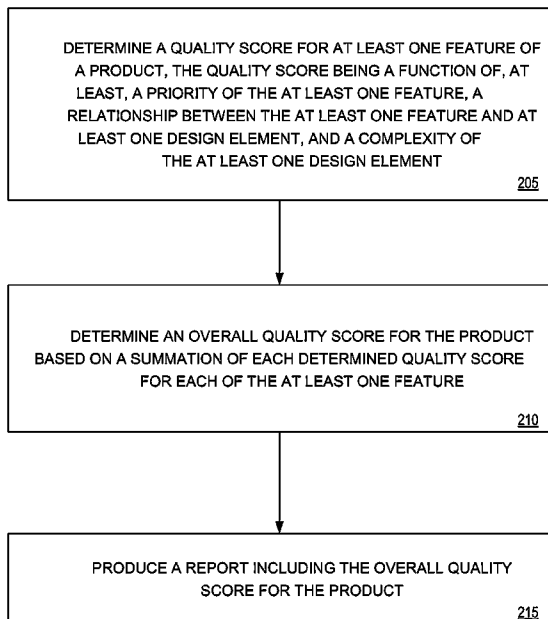 DETERMINE A QUALITY SCORE FOR AT LEAST ONE FEATURE OF
A PRODUCT, THE QUALITY SCORE BEING A FUNCTION OF, AT
LEAST, A PRIORITY OF THE AT LEAST ONE FEATURE, A
RELATIONSHIP BETWEEN THE AT LEAST ONE FEATURE AND AT
LEAST ONE DESIGN ELEMENT, AND A COMPLEXITY OF
THE AT LEAST ONE DESIGN ELEMENT
205
DETERMINE AN OVERALL QUALITY SCORE FOR THE PRODUCT
BASED ON A SUMMATION OF EACH DETERMINED QUALITY SCORE
FOR EACH OF THE AT LEAST ONE FEATURE
210
PRODUCE A REPORT INCLUDING THE OVERALL QUALITY
SCORE FOR THE PRODUCT
215